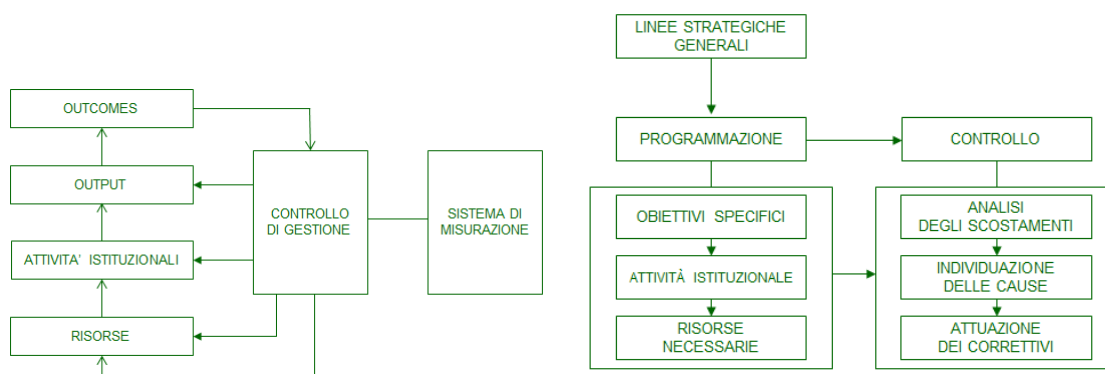 OUTCOMES
OUTPUT
ATTIVITA' ISTITUZIONALI
RISORSE
CONTROLLO
DI GESTIONE
SISTEMA DI
MISURAZIONE
LINEE STRATEGICHE
GENERALI
PROGRAMMAZIONE
CONTROLLO
OBIETTIVI SPECIFICI
ATTIVITÀ ISTITUZIONALE
RISORSE
NECESSARIE
ANALISI
DEGLI SCOSTAMENTI
INDIVIDUAZIONE
DELLE CAUSE
ATTUAZIONE
DEI CORRETTIVI